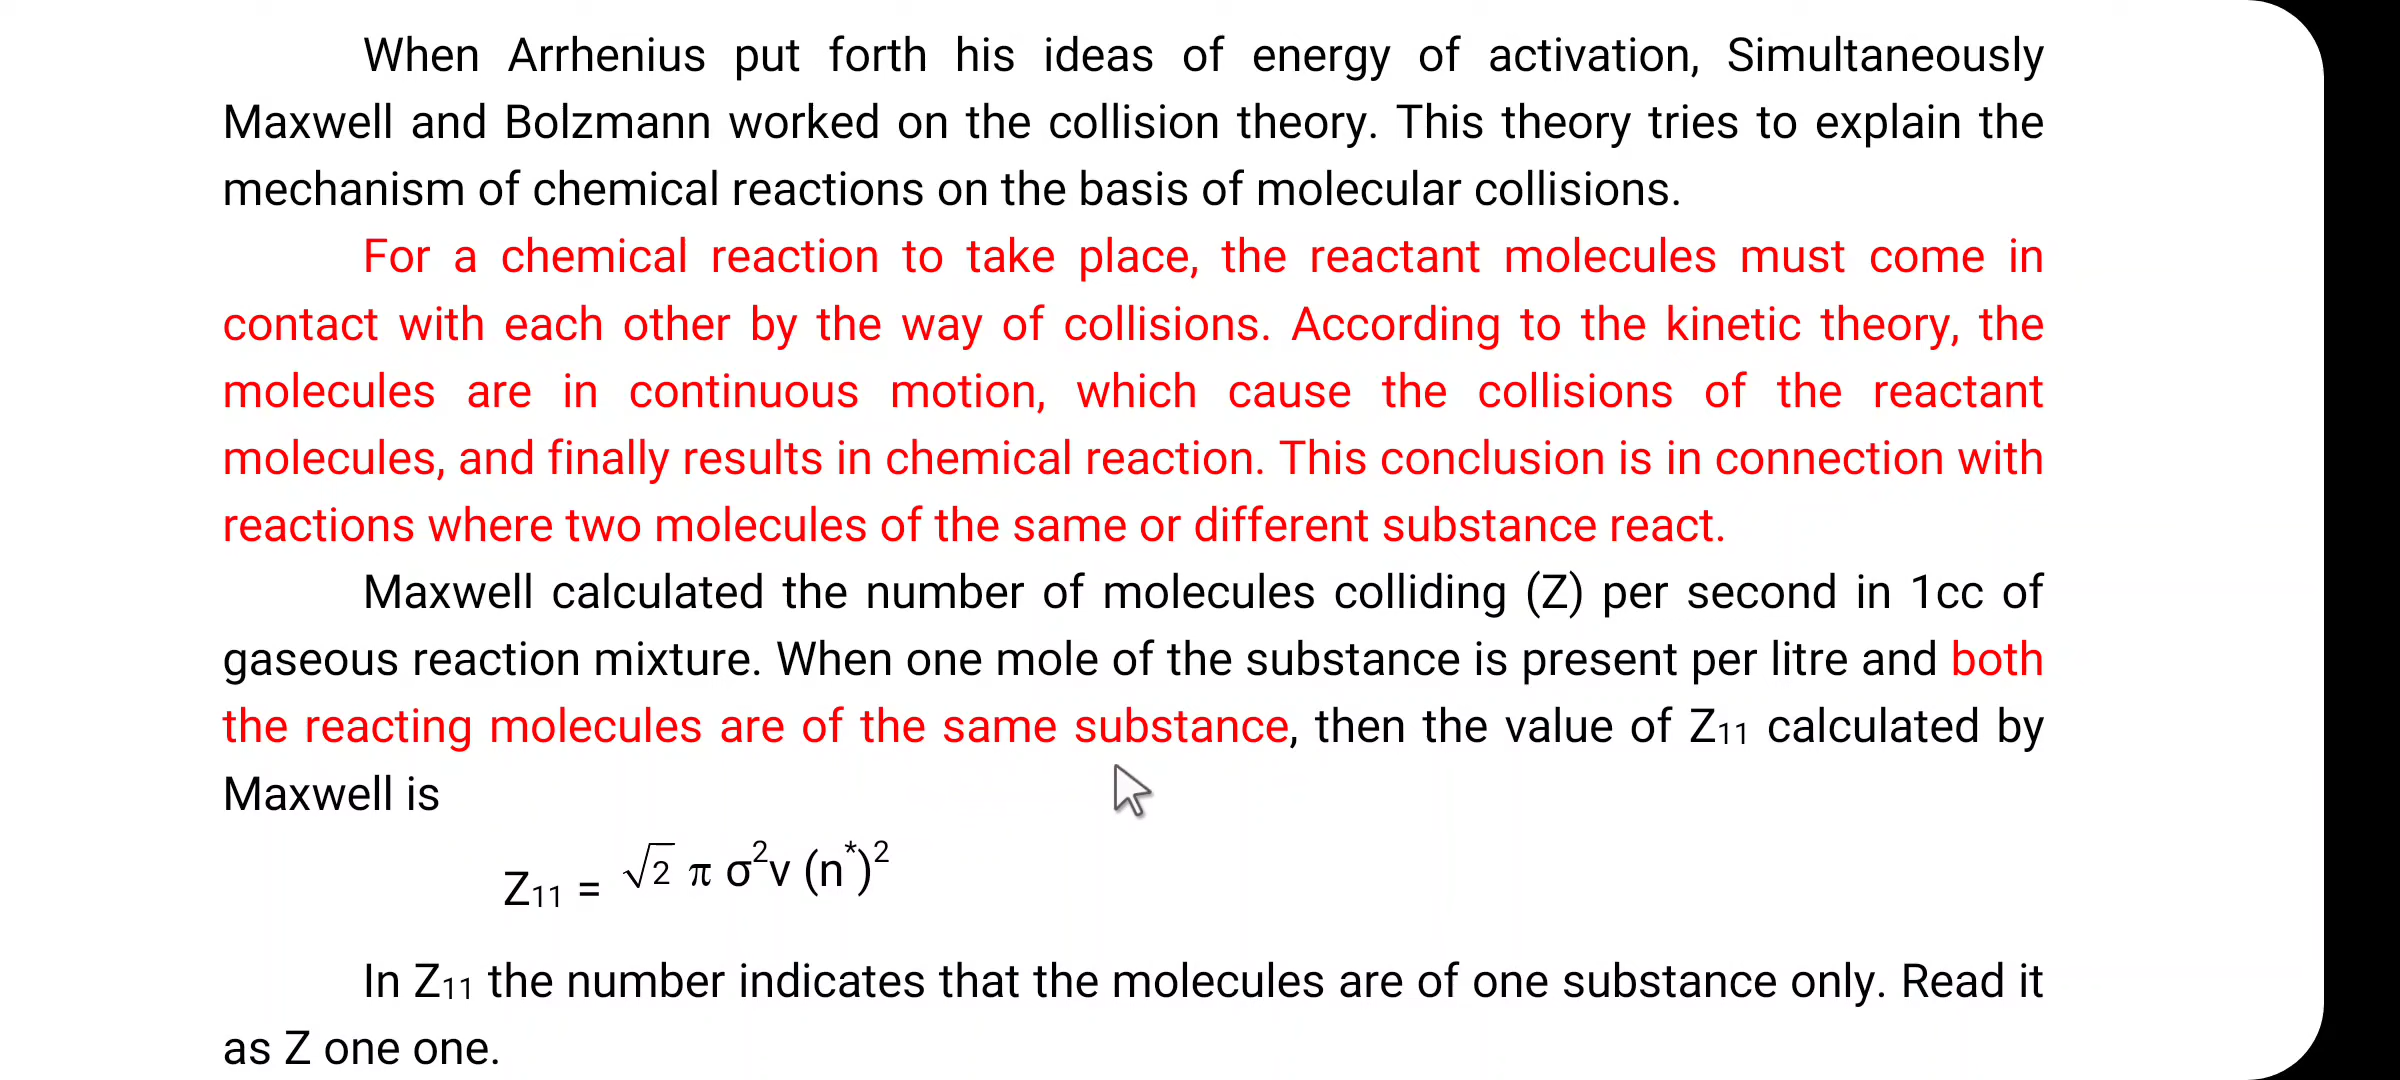 When Arrhenius put forth his ideas of energy of activation, Simultaneously
Maxwell and Bolzmann worked on the collision theory. This theory tries to explain the
mechanism of chemical reactions on the basis of molecular collisions.
For a chemical reaction to take place, the reactant molecules must come in
contact with each other by the way of collisions. According to the kinetic theory, the
molecules are in continuous motion, which cause the collisions of the reactant
molecules, and finally results in chemical reaction. This conclusion is in connection with
reactions where two molecules of the same or different substance react.
Maxwell calculated the number of molecules colliding (Z) per second in 1cc of
gaseous reaction mixture. When one mole of the substance is present per litre and both
the reacting molecules are of the same substance, then the value of Z₁₁ calculated by
Maxwell is
Z₁₁ = √2 π σ²v (n*)²
In Z₁₁ the number indicates that the molecules are of one substance only. Read it
as Z one one.